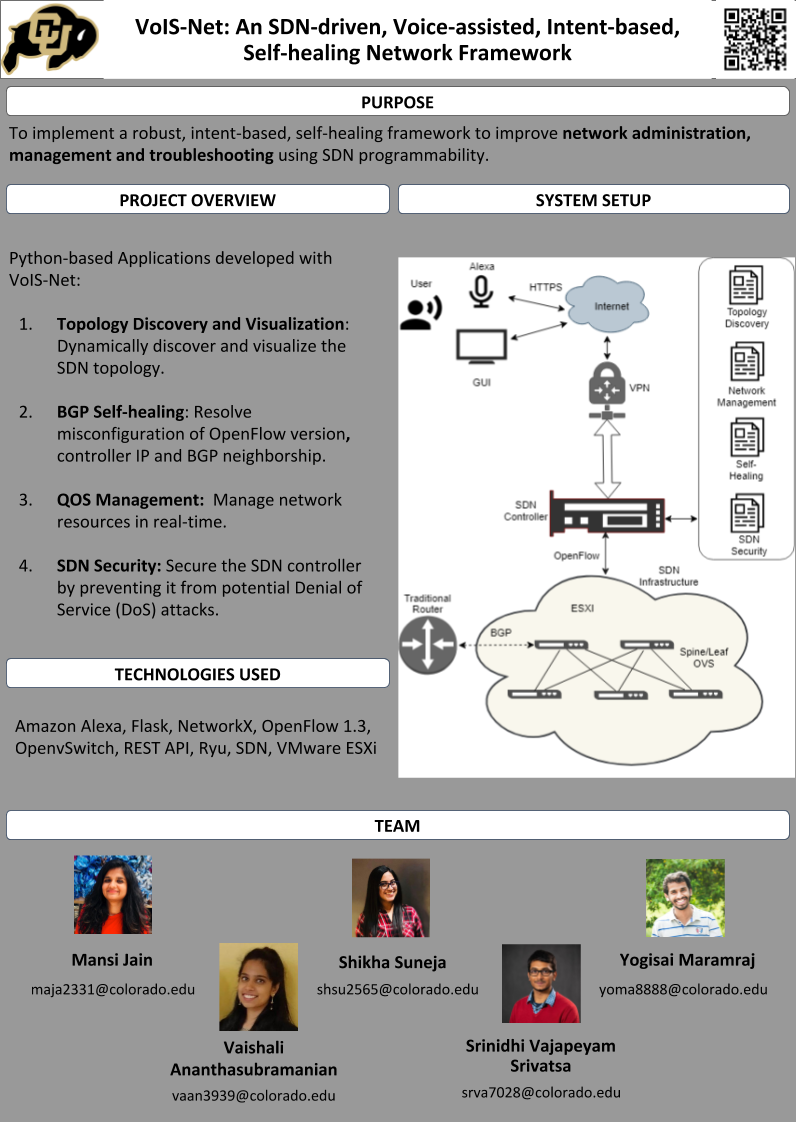 CU
VoIS-Net: An SDN-driven, Voice-assisted, Intent-based,
Self-healing Network Framework
PURPOSE
To implement a robust, intent-based, self-healing framework to improve network administration,
management and troubleshooting using SDN programmability.
PROJECT OVERVIEW
Python-based Applications developed with
VoIS-Net:
1. Topology Discovery and Visualization:
Dynamically discover and visualize the
SDN topology.
2. BGP Self-healing: Resolve
misconfiguration of OpenFlow version,
controller IP and BGP neighborship.
3. QOS Management: Manage network
resources in real-time.
4. SDN Security: Secure the SDN controller
by preventing it from potential Denial of
Service (DoS) attacks.
TECHNOLOGIES USED
Amazon Alexa, Flask, NetworkX, OpenFlow 1.3,
OpenvSwitch, REST API, Ryu, SDN, VMware ESXi
SYSTEM SETUP
User
Alexa
HTTPS
Internet
GUI
VPN
Topology
Discovery
Network
Management
Self-
Healing
SDN
Security
SDN
Controller
OpenFlow
SDN
Infrastructure
Traditional
Router
ESXI
BGP
Spine/Leaf
OVS
TEAM
Mansi Jain
maja2331@colorado.edu
Vaishali
Ananthasubramanian
vaan3939@colorado.edu
Shikha Suneja
shsu2565@colorado.edu
Srinidhi Vajapeyam
Srivatsa
srva7028@colorado.edu
Yogisai Maramraj
yoma8888@colorado.edu